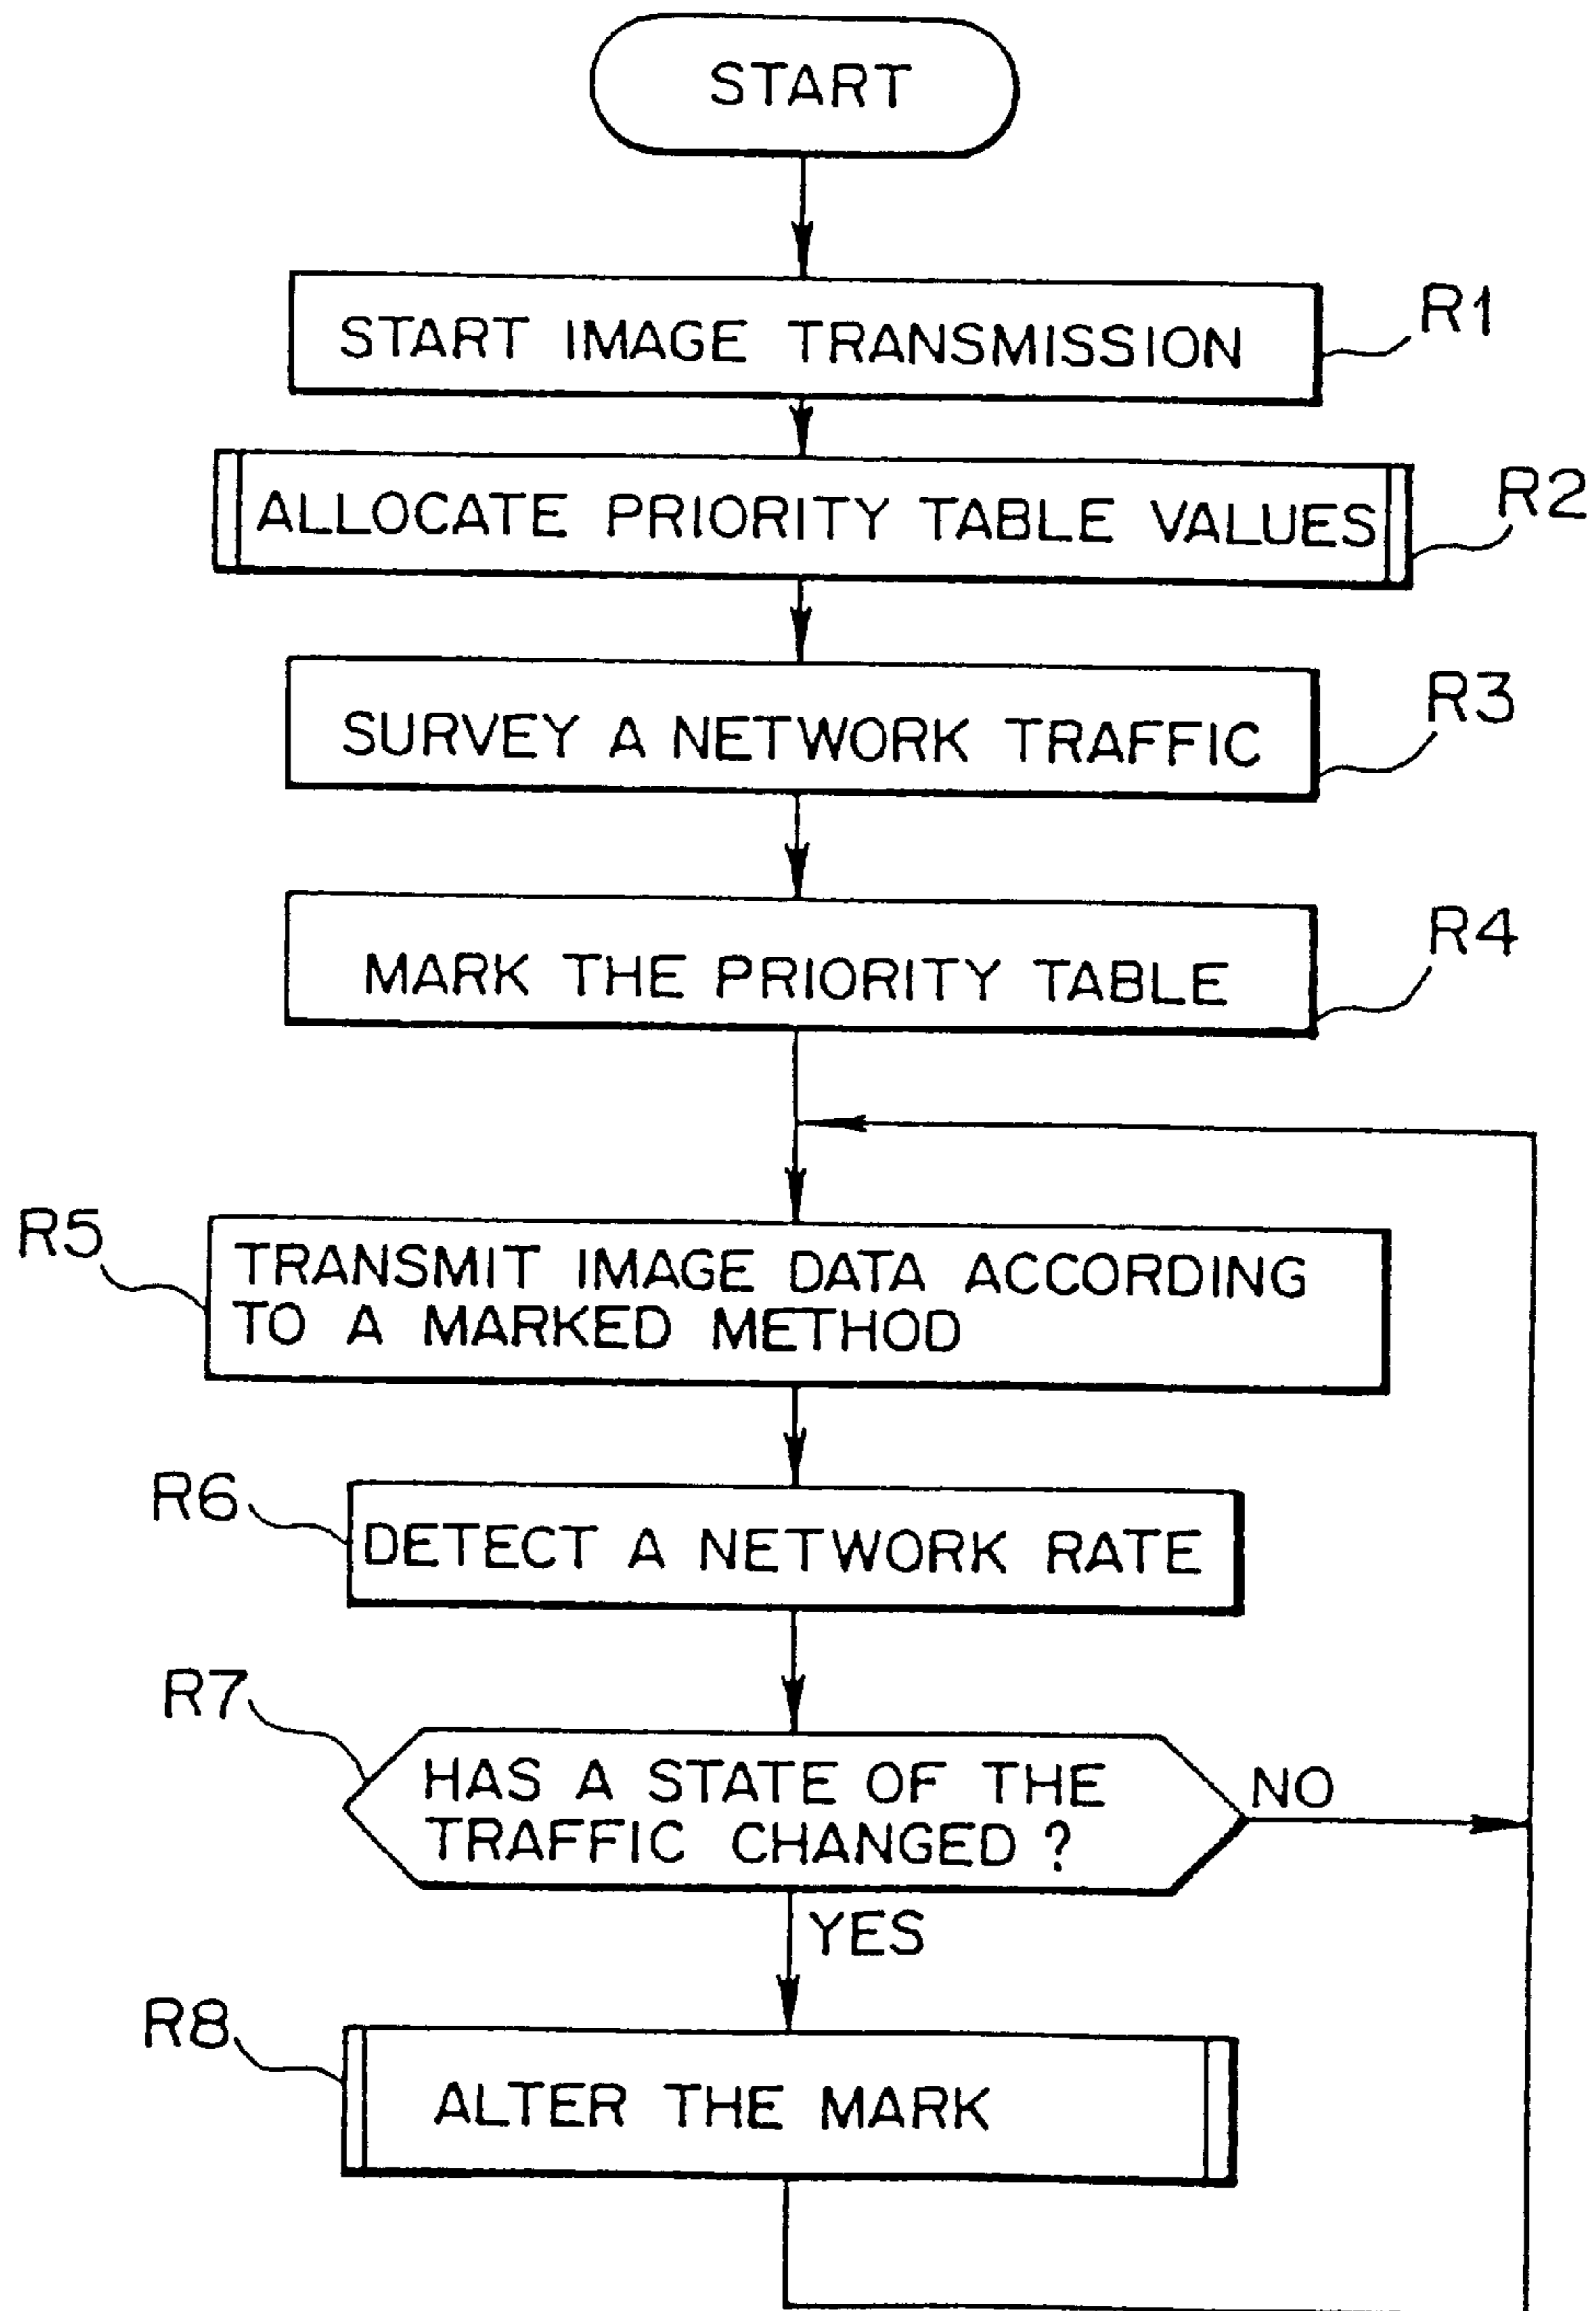 START
START IMAGE TRANSMISSION
R1
ALLOCATE PRIORITY TABLE VALUES
R2
SURVEY A NETWORK TRAFFIC
R3
MARK THE PRIORITY TABLE
R4
R5
TRANSMIT IMAGE DATA ACCORDING
TO A MARKED METHOD
R6
DETECT A NETWORK RATE
R7
HAS A STATE OF THE
TRAFFIC CHANGED ?
NO
YES
R8
ALTER THE MARK